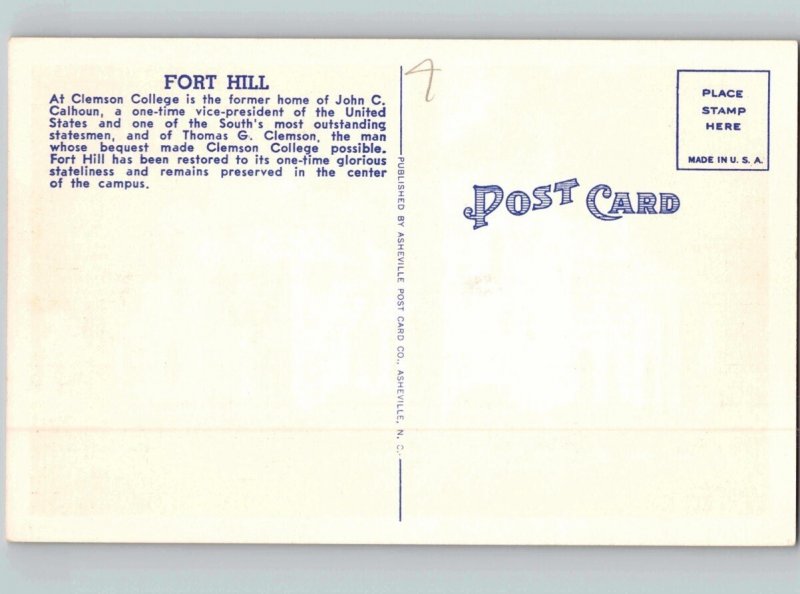 FORT HILL
At Clemson College is the former home of John C.
Calhoun, a one-time vice-president of the United
States and one of the South's most outstanding
statesmen, and of Thomas G. Clemson, the man
whose bequest made Clemson College possible.
Fort Hill has been restored to its one-time glorious
stateliness and remains preserved in the center
of the campus.
PUBLISHED BY ASHEVILLE POST CARD CO., ASHEVILLE, N. C.
4
POST CARD
PLACE
STAMP
HERE
MADE IN U. S. A.